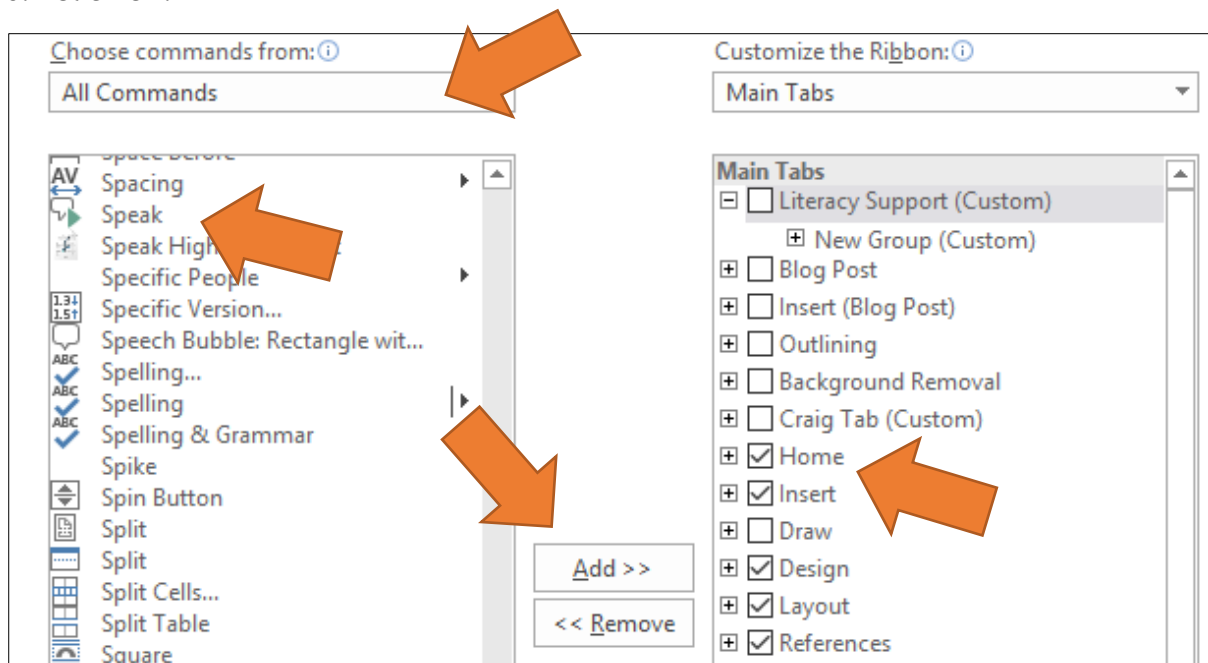 Choose commands from:
All Commands
Spacing
Speak
Speak High
Specific People
Specific Version...
Speech Bubble: Rectangle wit...
Spelling...
Spelling
Spelling & Grammar
Spike
Spin Button
Split
Split
Split Cells...
Split Table
Square
Add >>
<< Remove
Customize the Ribbon:
Main Tabs
Main Tabs
Literacy Support (Custom)
New Group (Custom)
Blog Post
Insert (Blog Post)
Outlining
Background Removal
Craig Tab (Custom)
Home
Insert
Draw
Design
Layout
References